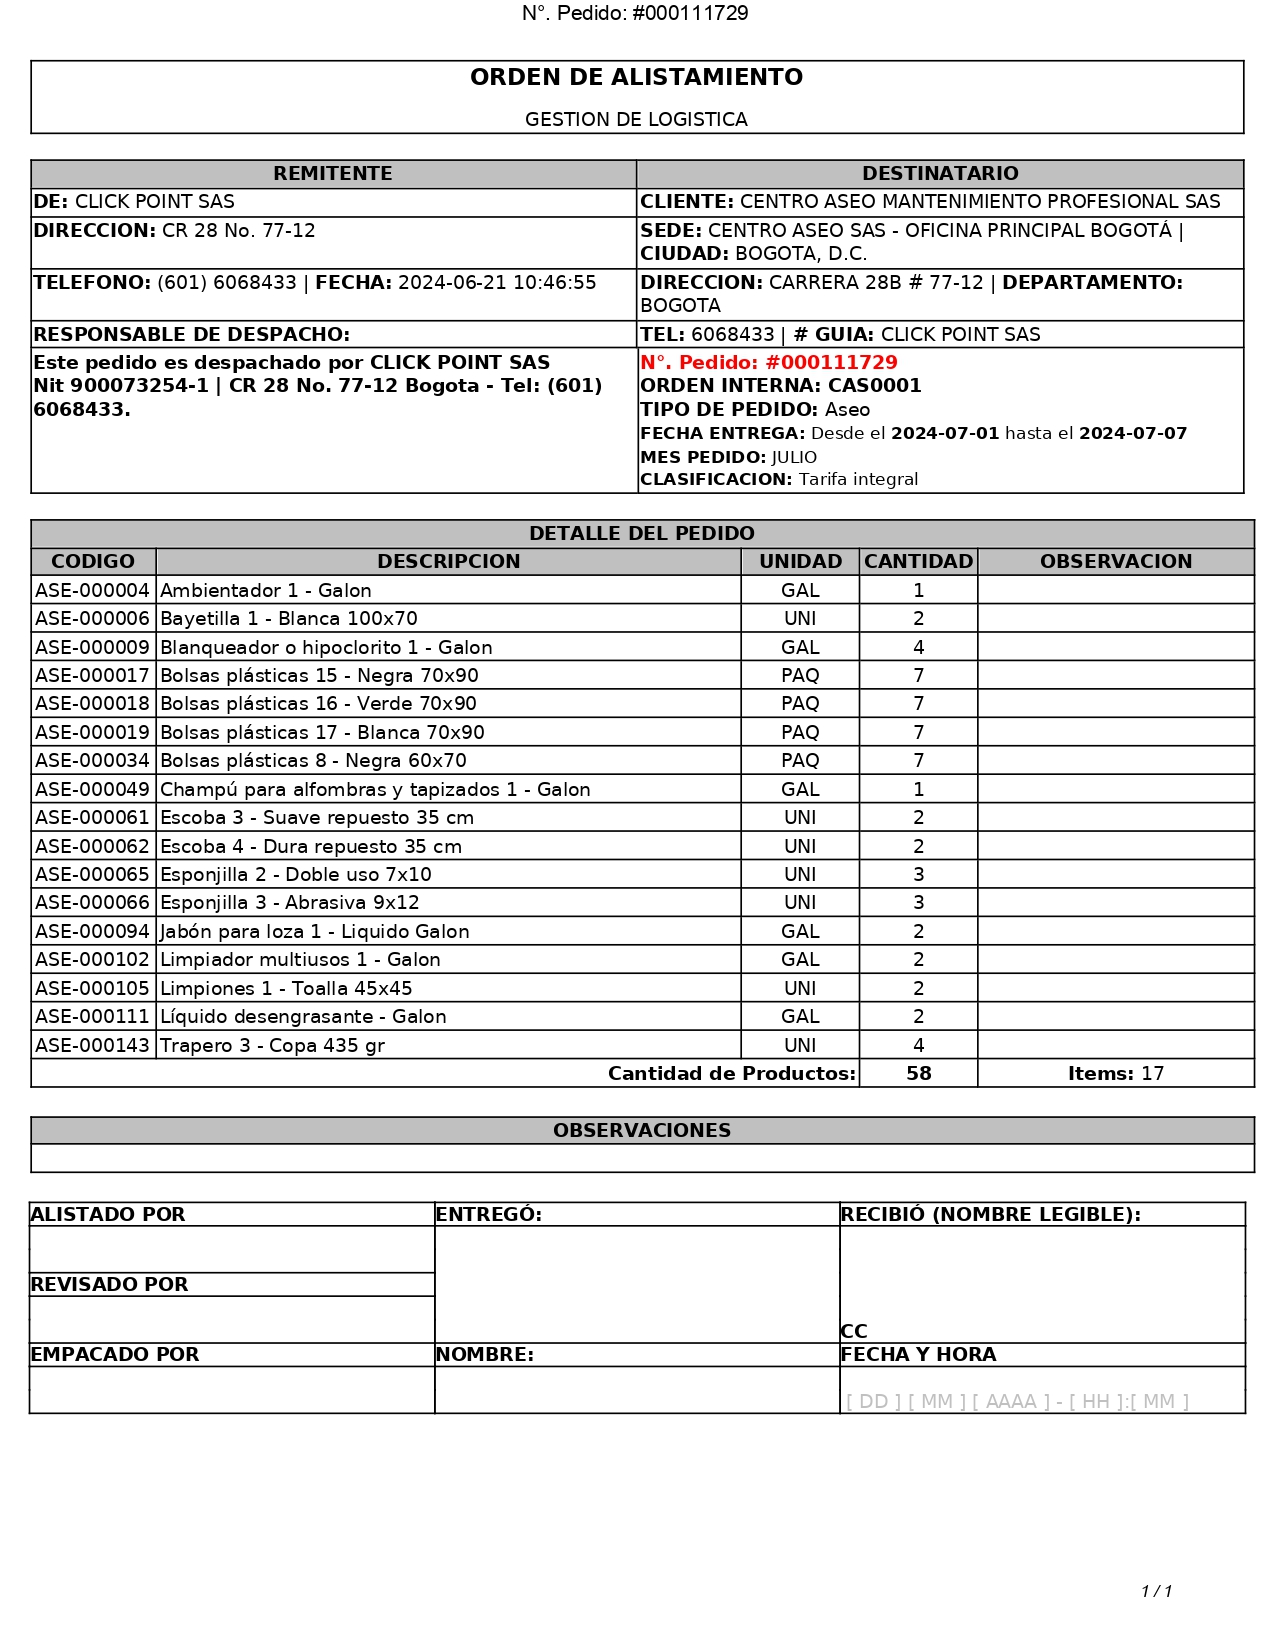 N°. Pedido: #000111729
ORDEN DE ALISTAMIENTO
GESTION DE LOGISTICA
REMITENTE DESTINATARIO
DE: CLICK POINT SAS CLIENTE: CENTRO ASEO MANTENIMIENTO PROFESIONAL SAS
DIRECCION: CR 28 No. 77-12 SEDE: CENTRO ASEO SAS - OFICINA PRINCIPAL BOGOTÁ |
CIUDAD: BOGOTA, D.C.
TELEFONO: (601) 6068433 | FECHA: 2024-06-21 10:46:55 DIRECCION: CARRERA 28B # 77-12 | DEPARTAMENTO:
BOGOTA
RESPONSABLE DE DESPACHO: TEL: 6068433 | # GUIA: CLICK POINT SAS
Este pedido es despachado por CLICK POINT SAS
Nit 900073254-1 | CR 28 No. 77-12 Bogota - Tel: (601)
6068433.
N°. Pedido: #000111729
ORDEN INTERNA: CAS0001
TIPO DE PEDIDO: Aseo
FECHA ENTREGA: Desde el 2024-07-01 hasta el 2024-07-07
MES PEDIDO: JULIO
CLASIFICACION: Tarifa integral
DETALLE DEL PEDIDO
CODIGO DESCRIPCION UNIDAD CANTIDAD OBSERVACION
ASE-000004 Ambientador 1 - Galon GAL 1
ASE-000006 Bayetilla 1 - Blanca 100x70 UNI 2
ASE-000009 Blanqueador o hipoclorito 1 - Galon GAL 4
ASE-000017 Bolsas plásticas 15 - Negra 70x90 PAQ 7
ASE-000018 Bolsas plásticas 16 - Verde 70x90 PAQ 7
ASE-000019 Bolsas plásticas 17 - Blanca 70x90 PAQ 7
ASE-000034 Bolsas plásticas 8 - Negra 60x70 PAQ 7
ASE-000049 Champú para alfombras y tapizados 1 - Galon GAL 1
ASE-000061 Escoba 3 - Suave repuesto 35 cm UNI 2
ASE-000062 Escoba 4 - Dura repuesto 35 cm UNI 2
ASE-000065 Esponjilla 2 - Doble uso 7x10 UNI 3
ASE-000066 Esponjilla 3 - Abrasiva 9x12 UNI 3
ASE-000094 Jabón para loza 1 - Liquido Galon GAL 2
ASE-000102 Limpiador multiusos 1 - Galon GAL 2
ASE-000105 Limpiones 1 - Toalla 45x45 UNI 2
ASE-000111 Líquido desengrasante - Galon GAL 2
ASE-000143 Trapero 3 - Copa 435 gr UNI 4
Cantidad de Productos: 58 Items: 17
OBSERVACIONES
ALISTADO POR ENTREGÓ: RECIBIÓ (NOMBRE LEGIBLE):
REVISADO POR
CC
EMPACADO POR NOMBRE: FECHA Y HORA
[ DD ] [ MM ] [ AAAA ] - [ HH ]:[ MM ]
1 / 1